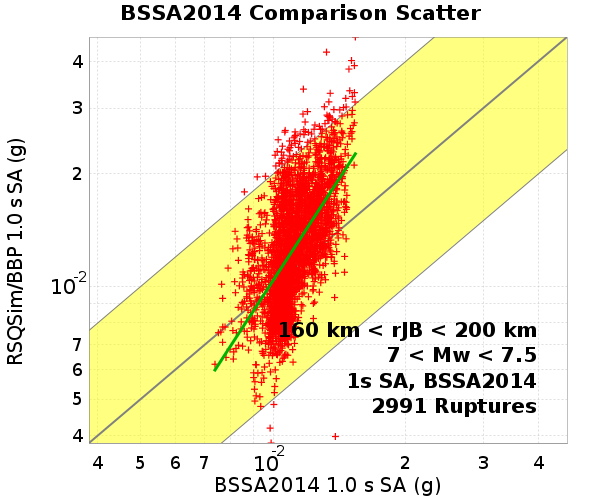 BSSA2014 Comparison Scatter
RSQSim/BBP 1.0 s SA (g)
4
3
2
10-2
7
6
5
4
160 km < rJB < 200 km
7 < Mw < 7.5
1s SA, BSSA2014
2991 Ruptures
4 5 6 7 10-2 2 3 4
BSSA2014 1.0 s SA (g)